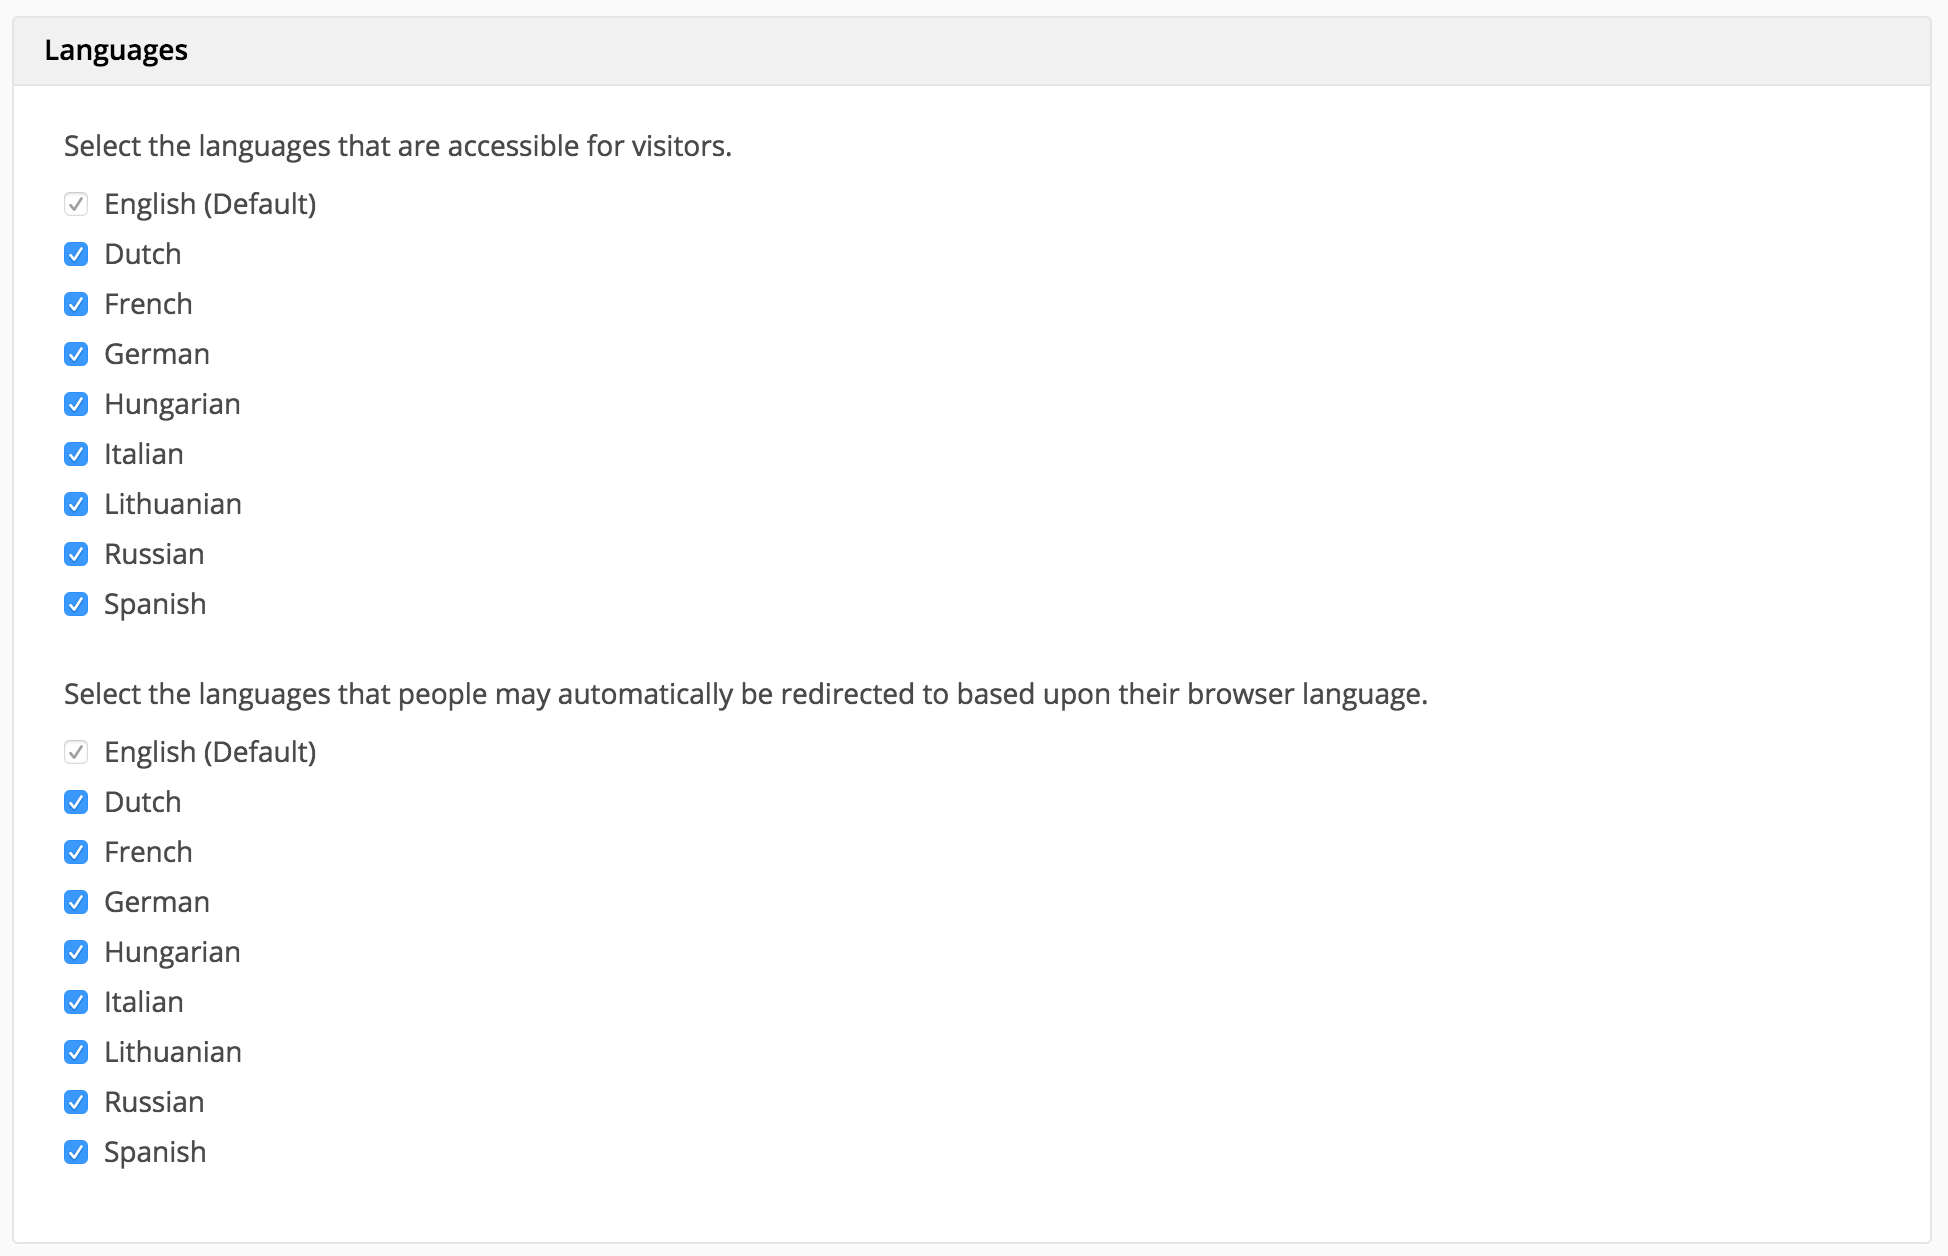 Languages
Select the languages that are accessible for visitors.
English (Default)
Dutch
French
German
Hungarian
Italian
Lithuanian
Russian
Spanish
Select the languages that people may automatically be redirected to based upon their browser language.
English (Default)
Dutch
French
German
Hungarian
Italian
Lithuanian
Russian
Spanish